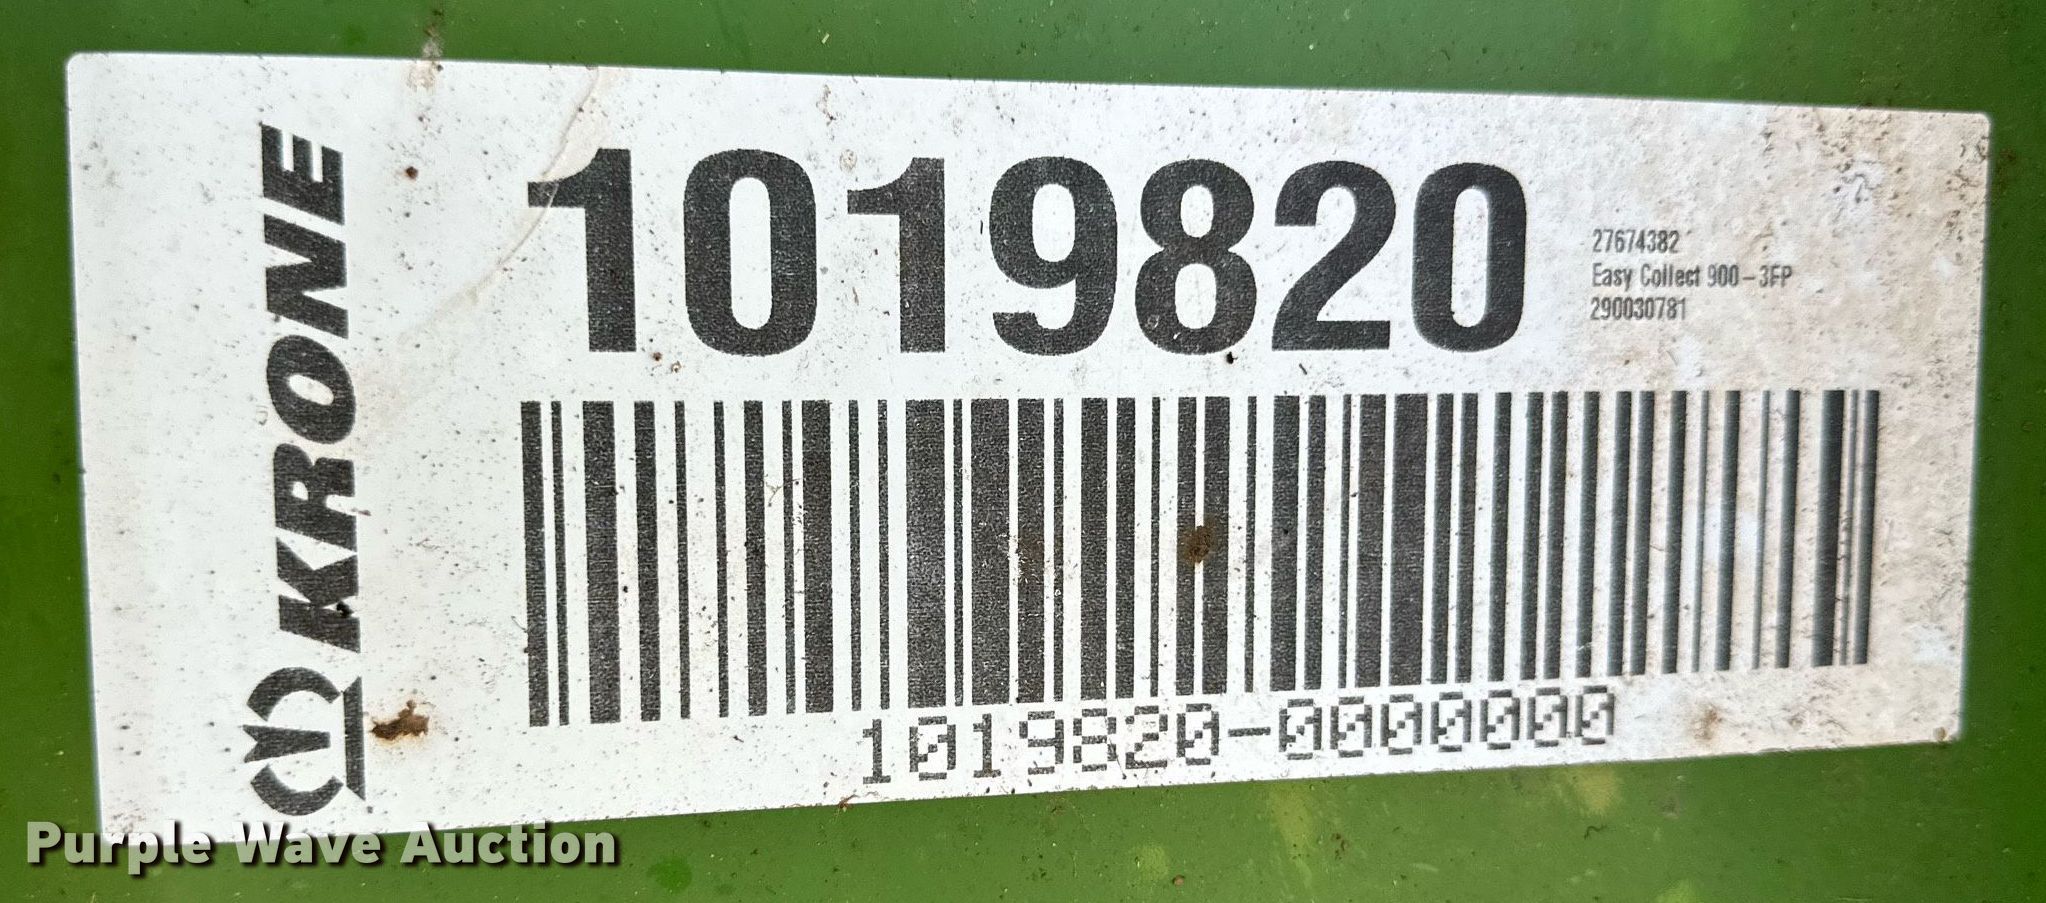 KRONE
1019820
27674382
Easy Collect 900-3FP
290030781
1019820-0000000
Purple Wave Auction